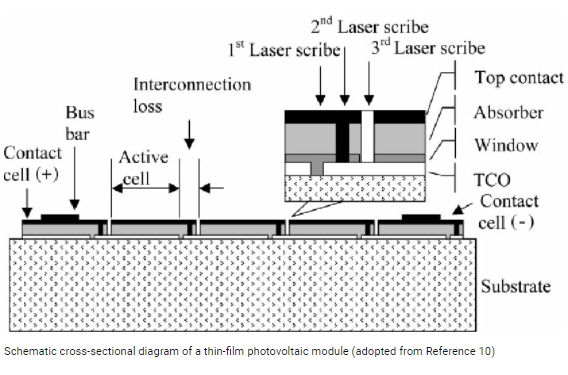 2nd Laser scribe
1st Laser scribe
3rd Laser scribe
Interconnection
loss
Top contact
Bus
bar
Absorber
Contact
cell (+)
Active
cell
Window
TCO
Contact
cell (-)
Substrate
Schematic cross-sectional diagram of a thin-film photovoltaic module (adopted from Reference 10)